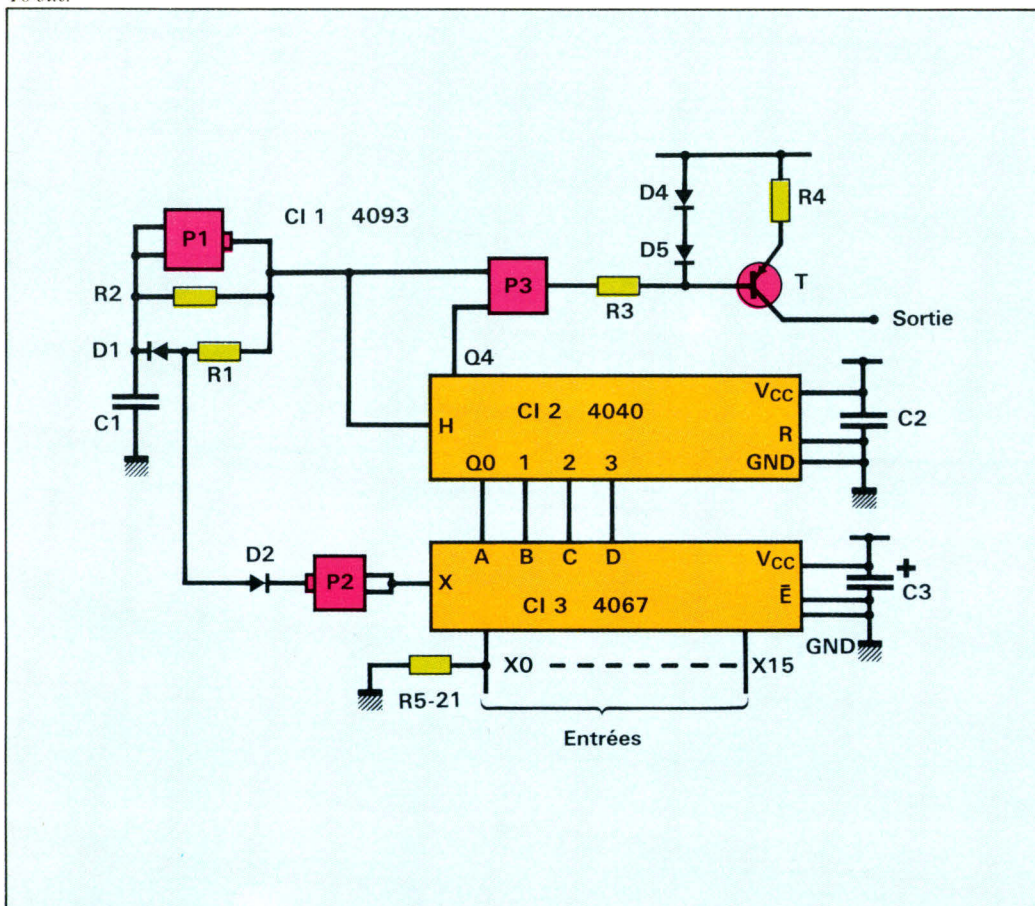 P1
CI 1 4093
R2
D1
R1
C1
D4
D5
R4
P3
R3
T
Sortie
Q4
H
CI 2 4040
VCC
R
GND
C2
Q0 1 2 3
D2
P2
A B C D
X
CI 3 4067
VCC
E̅
GND
+
C3
R5-21
X0
X15
Entrées